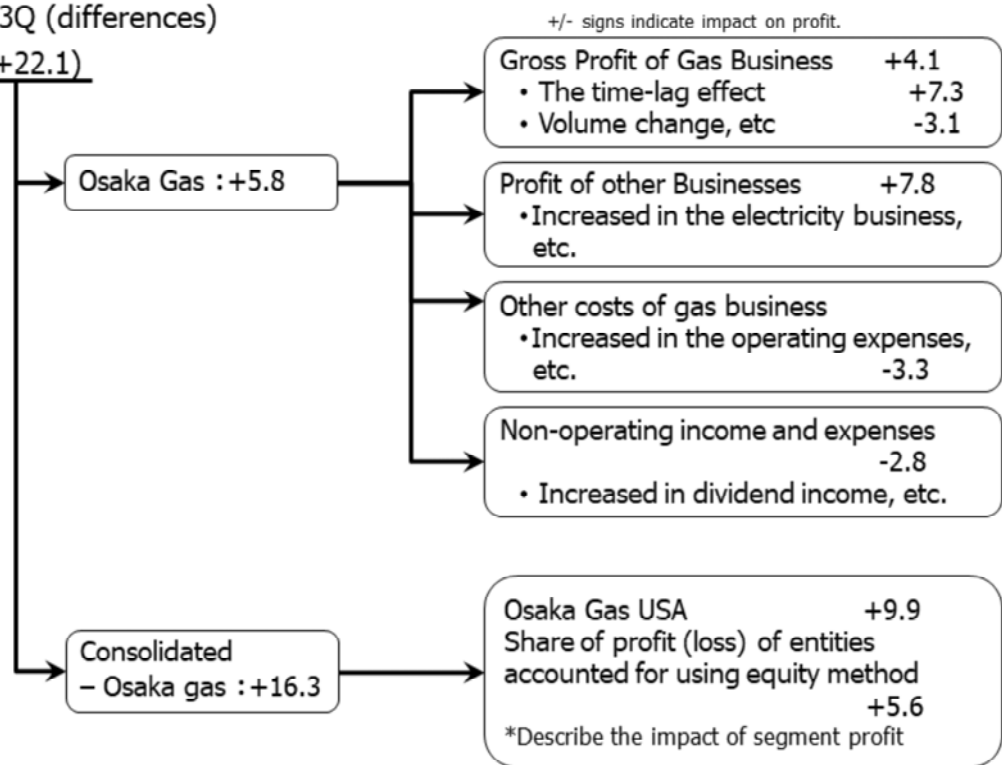 3Q (differences)
+22.1)
+/- signs indicate impact on profit.
Gross Profit of Gas Business +4.1
・The time-lag effect +7.3
・Volume change, etc -3.1
Osaka Gas :+5.8
Profit of other Businesses +7.8
・Increased in the electricity business,
etc.
Other costs of gas business
・Increased in the operating expenses,
etc. -3.3
Non-operating income and expenses
-2.8
・Increased in dividend income, etc.
Consolidated
– Osaka gas :+16.3
Osaka Gas USA +9.9
Share of profit (loss) of entities
accounted for using equity method
+5.6
*Describe the impact of segment profit